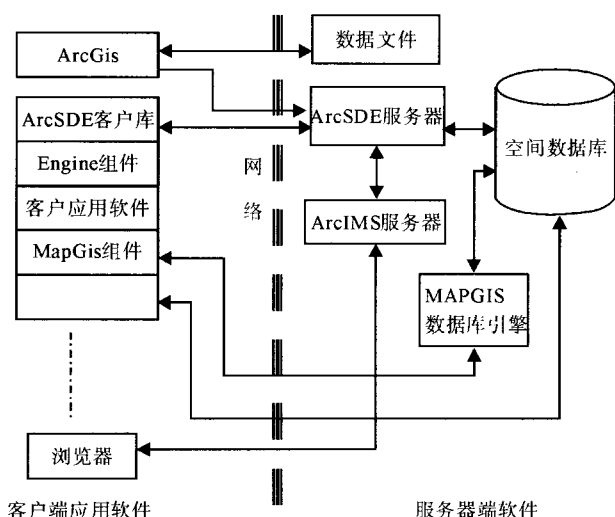 ArcGis
数据文件
ArcSDE客户库
Engine组件
客户应用软件
MapGis组件
网
络
ArcSDE服务器
ArcIMS服务器
空间数据库
MAPGIS
数据库引擎
浏览器
客户端应用软件
服务器端软件